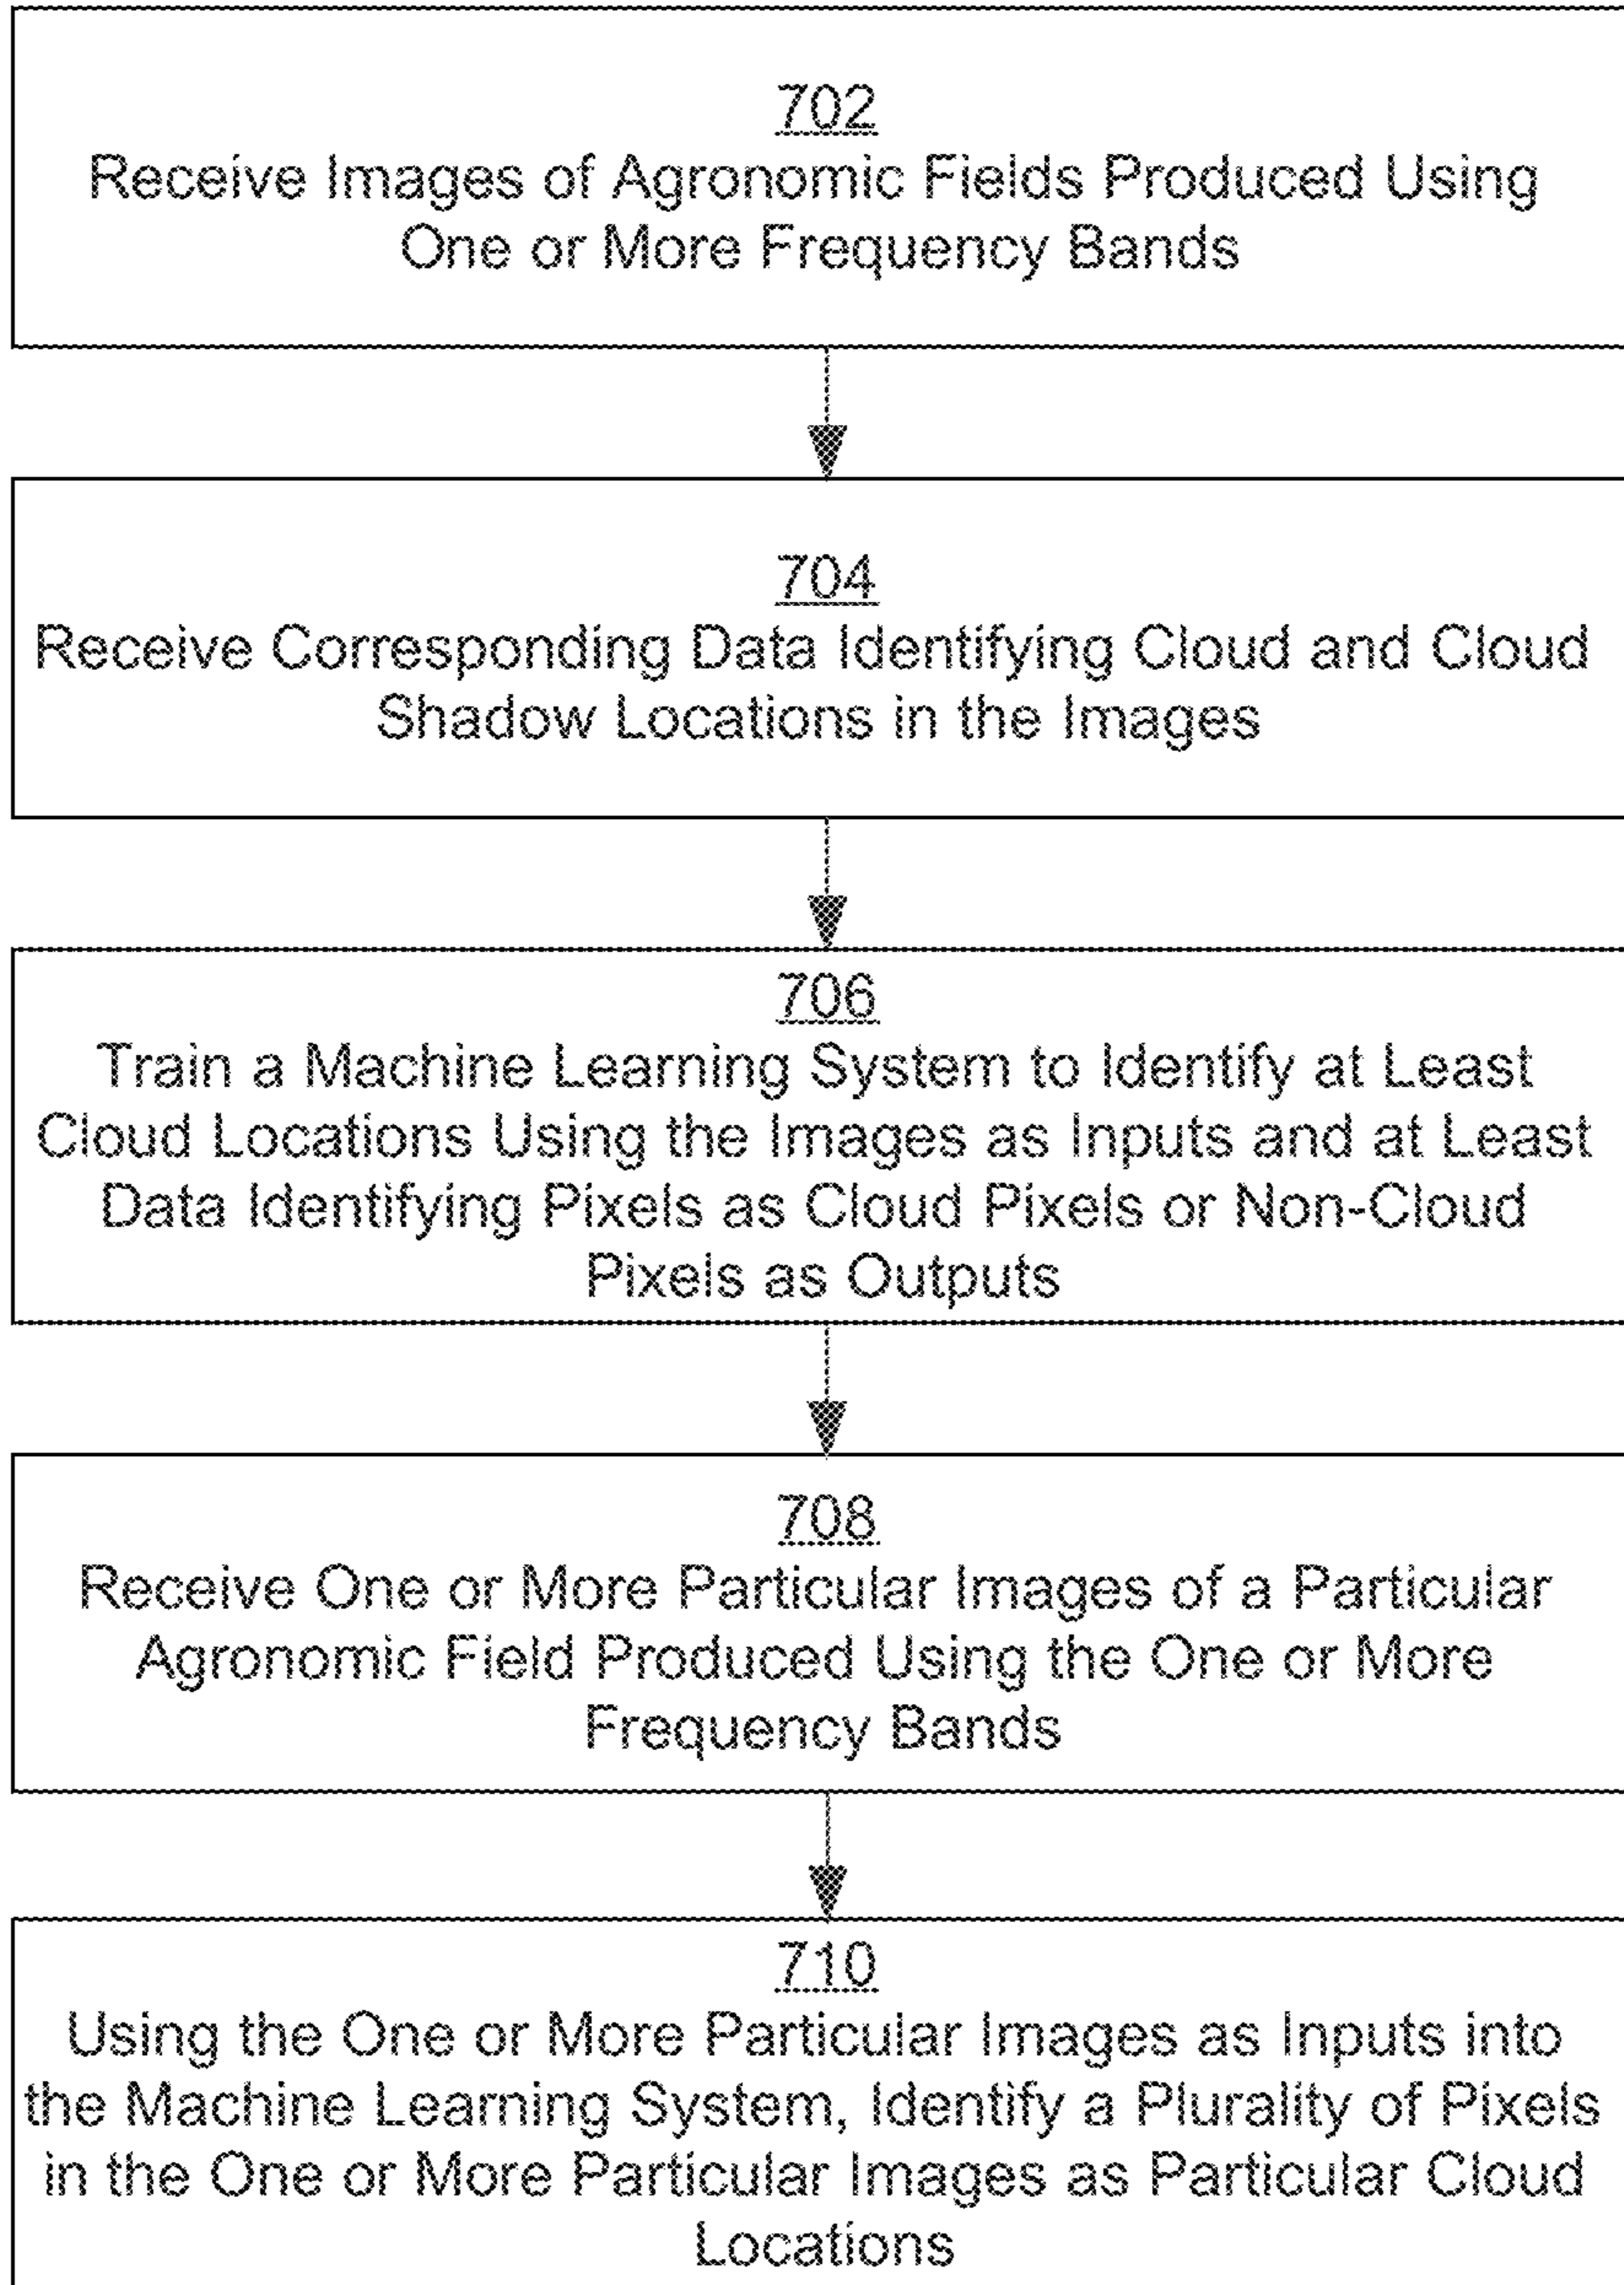 702
Receive Images of Agronomic Fields Produced Using
One or More Frequency Bands
704
Receive Corresponding Data Identifying Cloud and Cloud
Shadow Locations in the Images
706
Train a Machine Learning System to Identify at Least
Cloud Locations Using the Images as Inputs and at Least
Data Identifying Pixels as Cloud Pixels or Non-Cloud
Pixels as Outputs
708
Receive One or More Particular Images of a Particular
Agronomic Field Produced Using the One or More
Frequency Bands
710
Using the One or More Particular Images as Inputs into
the Machine Learning System, Identify a Plurality of Pixels
in the One or More Particular Images as Particular Cloud
Locations